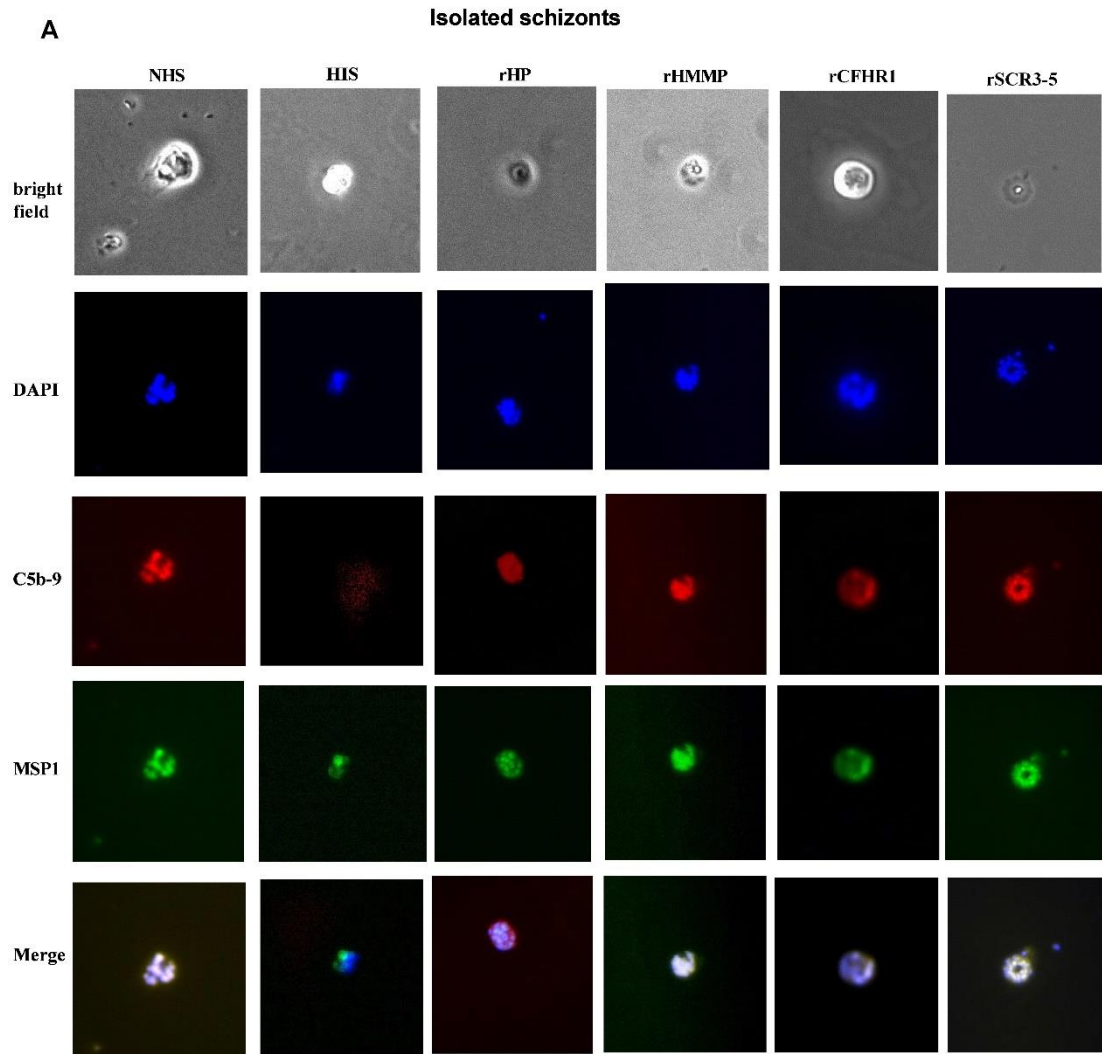 Isolated schizonts
A
NHS HIS rHP rHMMP rCFHR1 rSCR3-5
bright
field
DAPI
C5b-9
MSP1
Merge